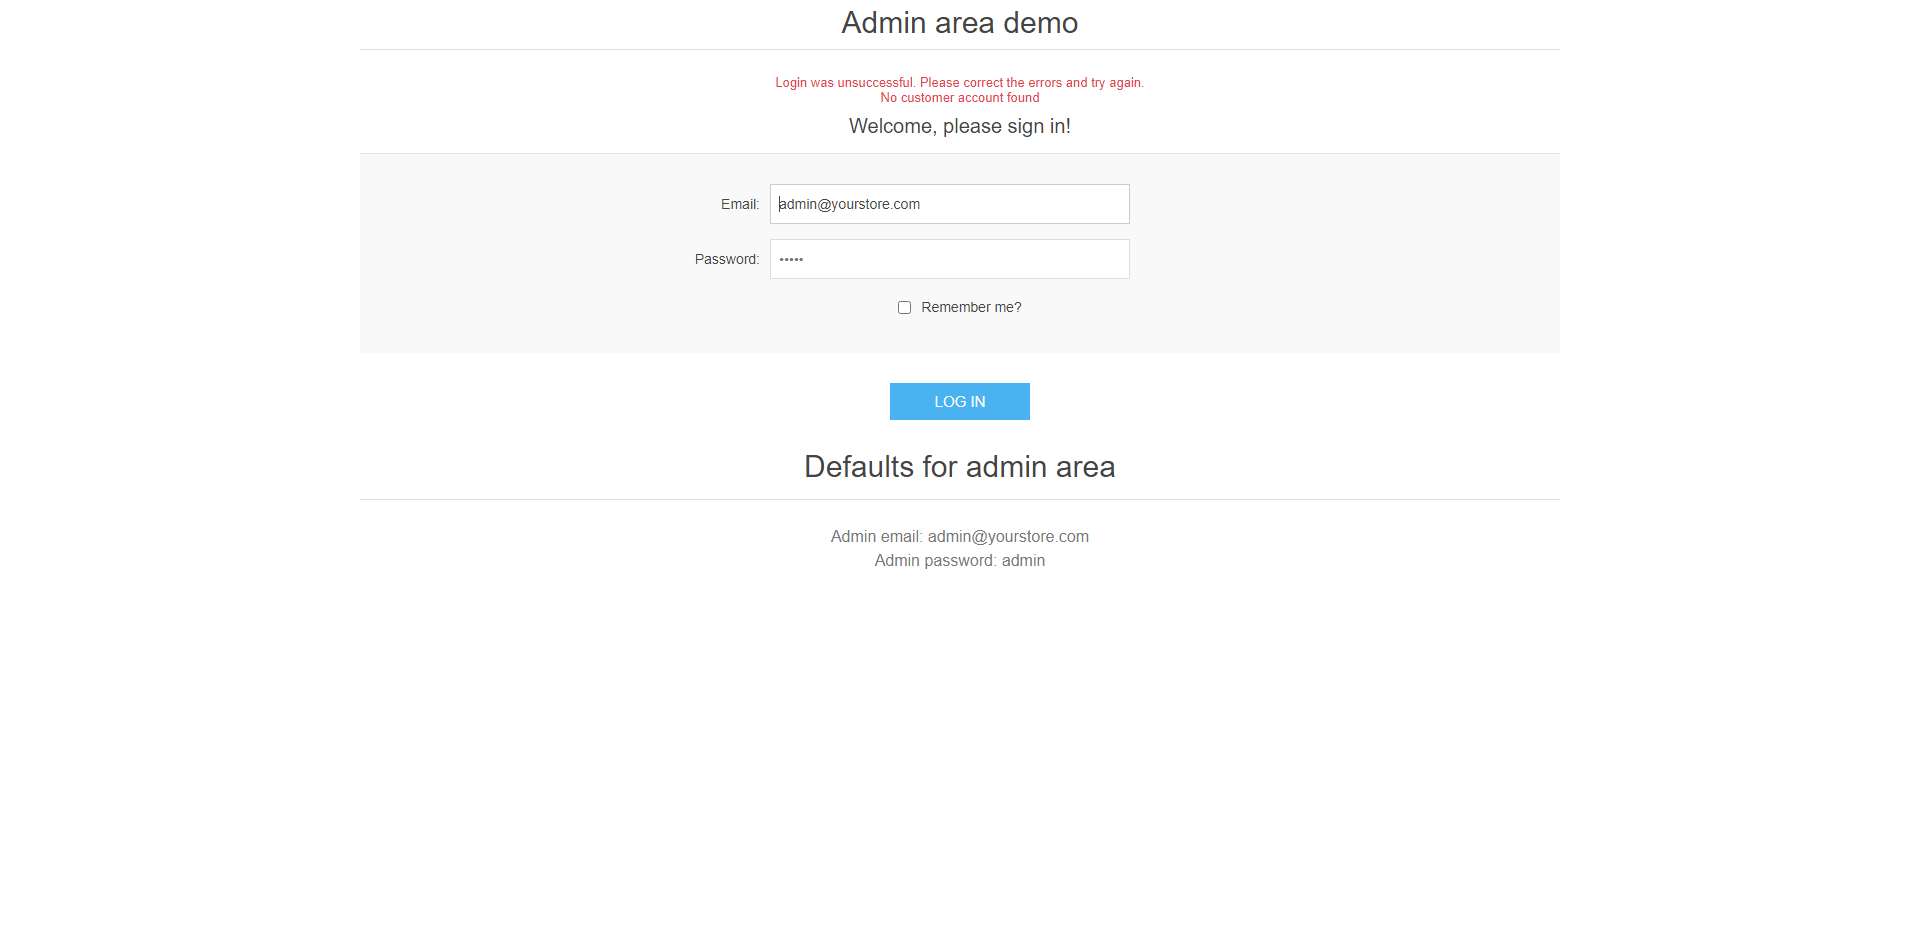 Admin area demo
Login was unsuccessful. Please correct the errors and try again.
No customer account found
Welcome, please sign in!
Email: admin@yourstore.com
Password: •••••
Remember me?
LOG IN
Defaults for admin area
Admin email: admin@yourstore.com
Admin password: admin